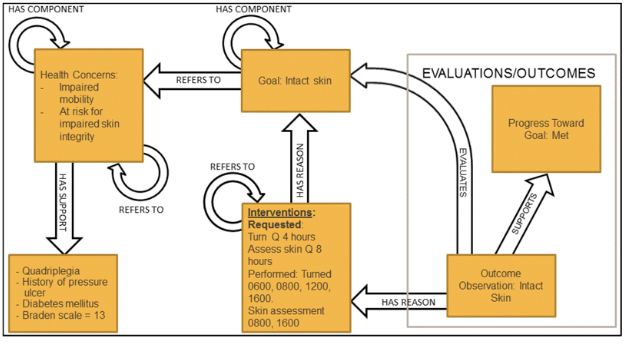 HAS COMPONENT
HAS COMPONENT
Health Concerns:
- Impaired
mobility
- At risk for
impaired skin
integrity
REFERS TO
Goal: Intact skin
EVALUATIONS/OUTCOMES
Progress Toward
Goal: Met
EVALUATES
SUPPORTS
HAS REASON
REFERS TO
REFERS TO
HAS SUPPORT
Interventions:
Requested:
Turn Q 4 hours
Assess skin Q 8
hours
Performed: Turned
0600, 0800, 1200,
1600.
Skin assessment
0800, 1600
- Quadriplegia
- History of pressure
ulcer
- Diabetes mellitus
- Braden scale = 13
HAS REASON
Outcome
Observation: Intact
Skin